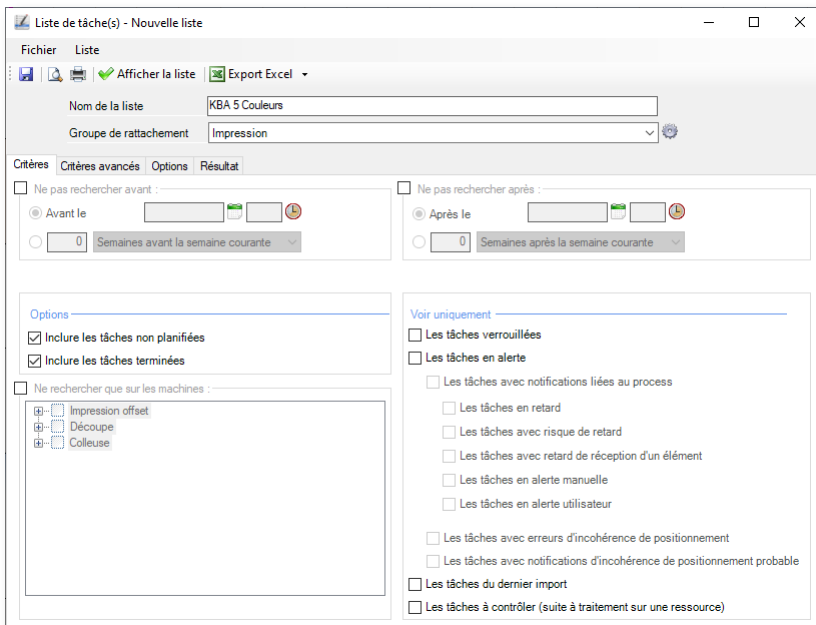 Liste de tâche(s) - Nouvelle liste
Fichier Liste
Afficher la liste Export Excel
Nom de la liste KBA 5 Couleurs
Groupe de rattachement Impression
Critères Critères avancés Options Résultat
Ne pas rechercher avant : Ne pas rechercher après :
Avant le Après le
0 Semaines avant la semaine courante 0 Semaines après la semaine courante
Options
Inclure les tâches non planifiées
Inclure les tâches terminées
Ne rechercher que sur les machines :
Impression offset
Découpe
Colleuse
Voir uniquement
Les tâches verrouillées
Les tâches en alerte
Les tâches avec notifications liées au process
Les tâches en retard
Les tâches avec risque de retard
Les tâches avec retard de réception d'un élément
Les tâches en alerte manuelle
Les tâches en alerte utilisateur
Les tâches avec erreurs d'incohérence de positionnement
Les tâches avec notifications d'incohérence de positionnement probable
Les tâches du dernier import
Les tâches à contrôler (suite à traitement sur une ressource)